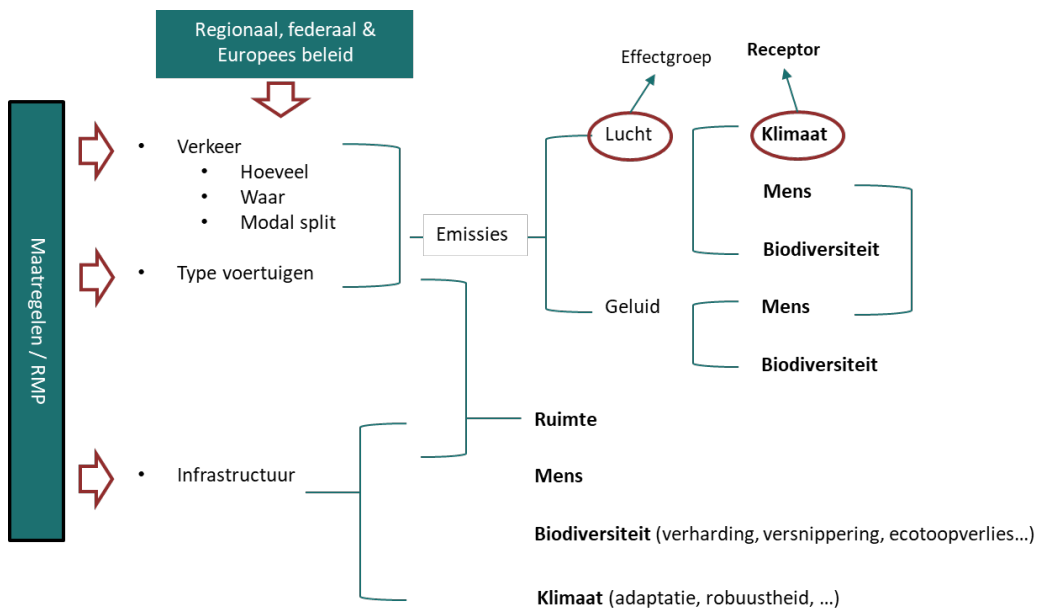 Regionaal, federaal &
Europees beleid
Effectgroep
Receptor
Maatregelen / RMP
• Verkeer
• Hoeveel
• Waar
• Modal split
• Type voertuigen
• Infrastructuur
Emissies
Lucht
Klimaat
Mens
Biodiversiteit
Geluid
Mens
Biodiversiteit
Ruimte
Mens
Biodiversiteit (verharding, versnippering, ecotoopverlies…)
Klimaat (adaptatie, robuustheid, …)